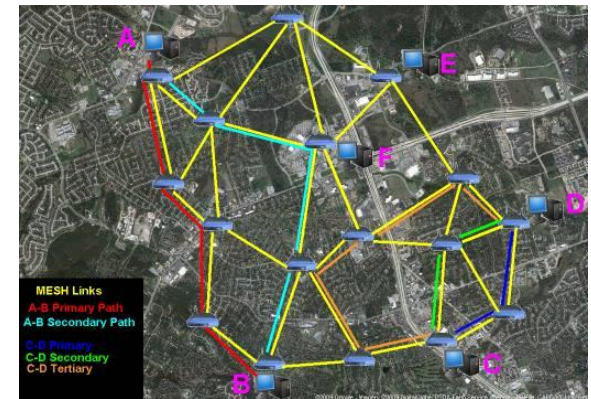 A
E
F
D
MESH Links
A-B Primary Path
A-B Secondary Path
C-B Primary
C-D Secondary
C-D Tertiary
C
B